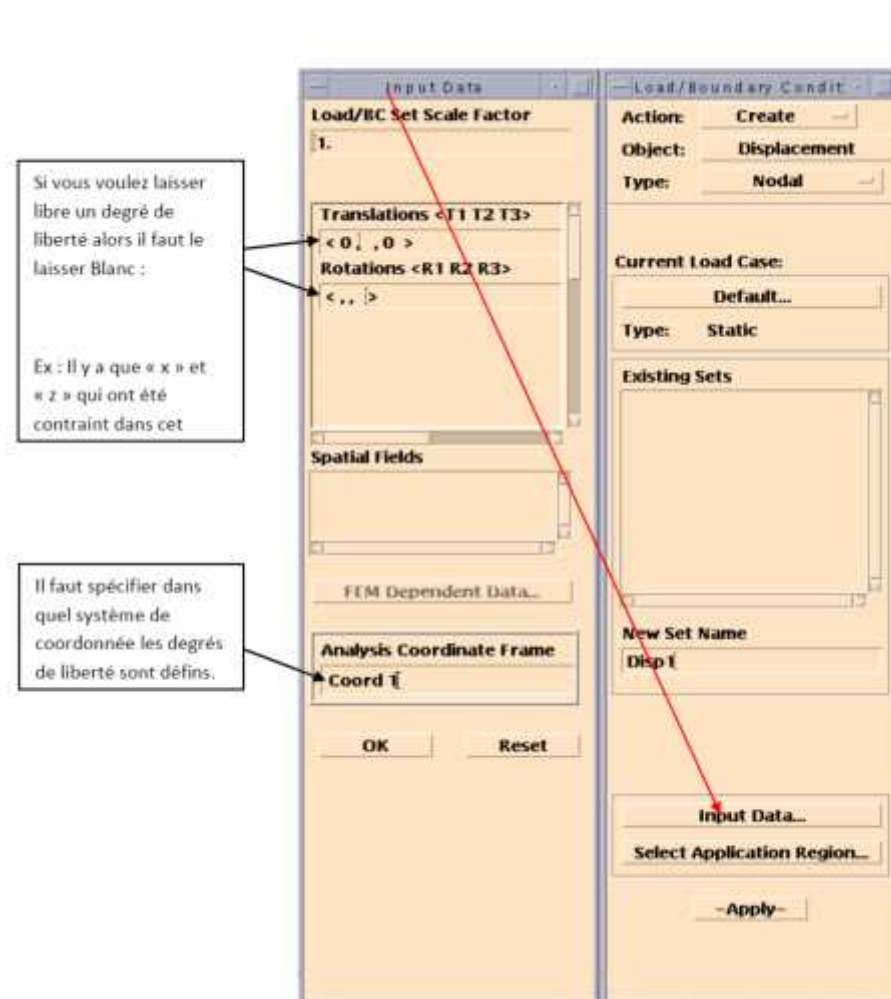 Si vous voulez laisser
libre un degré de
liberté alors il faut le
laisser Blanc :
Ex : Il y a que « x » et
« z » qui ont été
contraint dans cet
Il faut spécifier dans
quel système de
coordonnée les degrés
de liberté sont défins.
Input Data
Load/BC Set Scale Factor
1.
Translations <T1 T2 T3>
< 0, , 0 >
Rotations <R1 R2 R3>
< , , >
Spatial Fields
FEM Dependent Data...
Analysis Coordinate Frame
Coord 1
OK Reset
Load/Boundary Condit
Action: Create
Object: Displacement
Type: Nodal
Current Load Case:
Default...
Type: Static
Existing Sets
New Set Name
Disp1
Input Data...
Select Application Region...
-Apply-